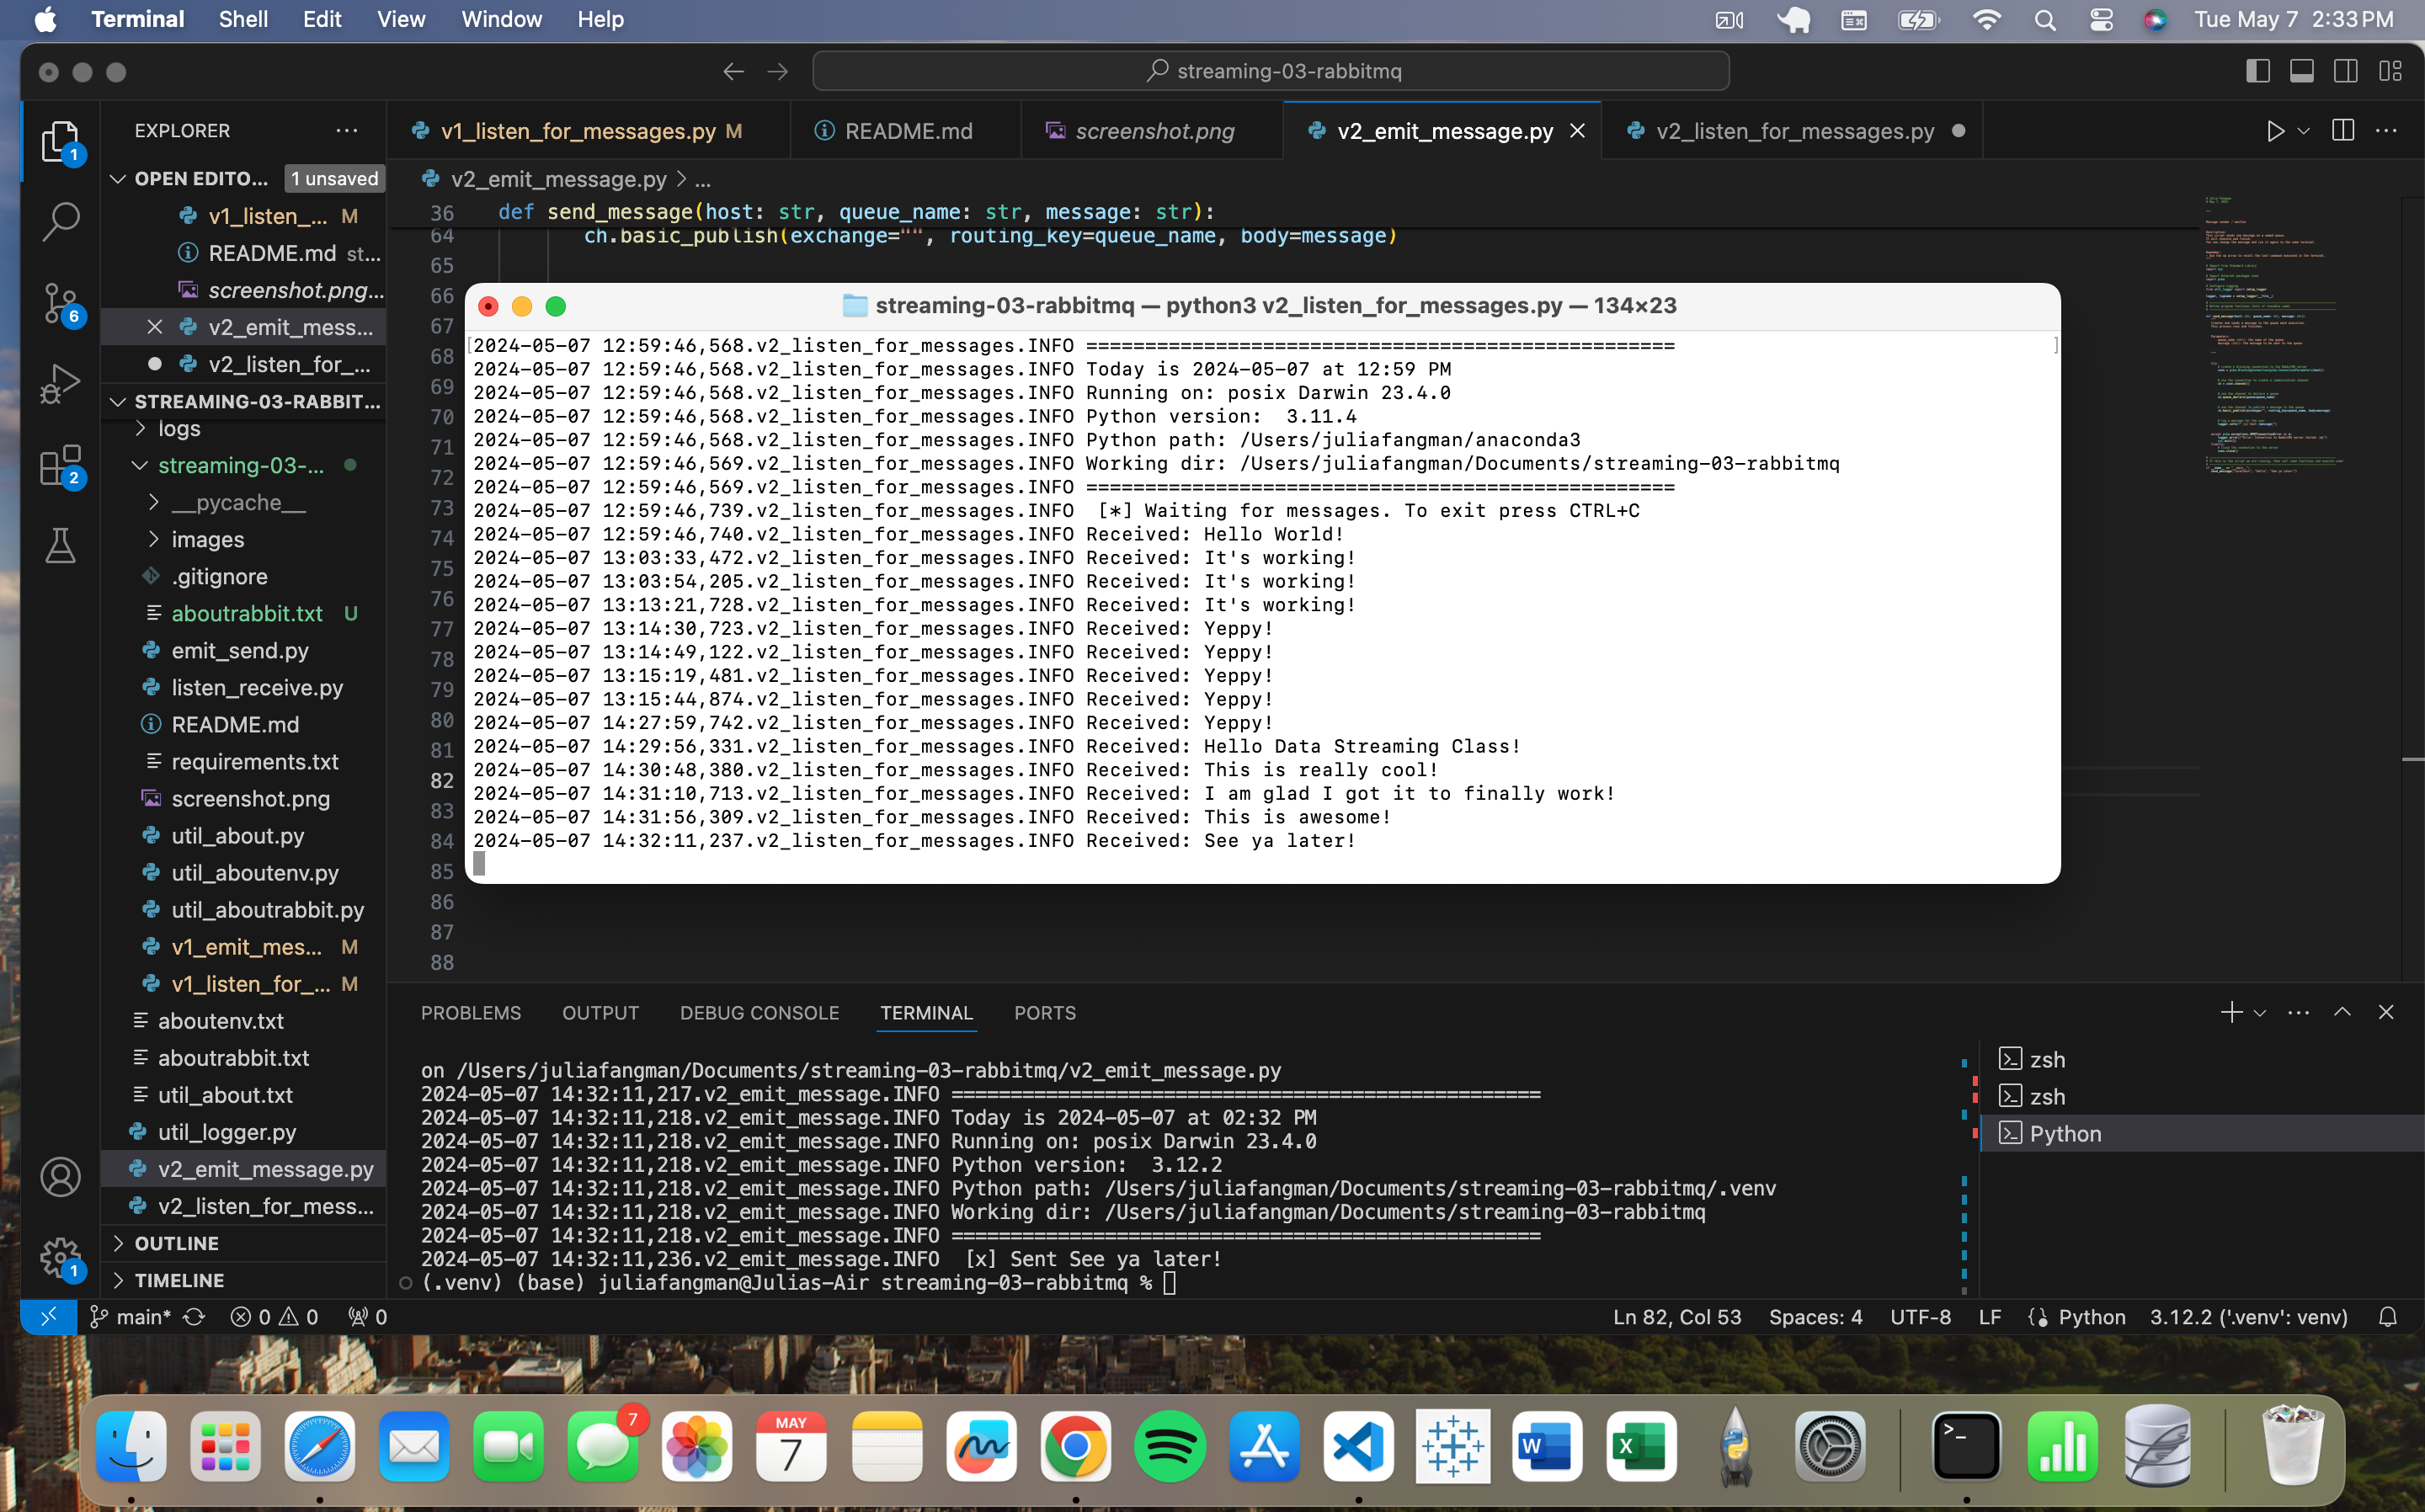 Terminal Shell Edit View Window Help Tue May 7 2:33 PM
streaming-03-rabbitmq
EXPLORER
v1_listen_for_messages.py M README.md screenshot.png v2_emit_message.py v2_listen_for_messages.py
OPEN EDITO... 1 unsaved
v1_listen_... M
README.md st...
screenshot.png...
v2_emit_mess...
v2_listen_for_...
STREAMING-03-RABBIT...
logs
streaming-03-...
__pycache__
images
.gitignore
aboutrabbit.txt U
emit_send.py
listen_receive.py
README.md
requirements.txt
screenshot.png
util_about.py
util_aboutenv.py
util_aboutrabbit.py
v1_emit_mes... M
v1_listen_for_... M
aboutenv.txt
aboutrabbit.txt
util_about.txt
util_logger.py
v2_emit_message.py
v2_listen_for_mess...
OUTLINE
TIMELINE
1
6
2
1
v2_emit_message.py > ...
36 def send_message(host: str, queue_name: str, message: str):
64 ch.basic_publish(exchange="", routing_key=queue_name, body=message)
65
66
67
68
69
70
71
72
73
74
75
76
77
78
79
80
81
82
83
84
85
86
87
88
streaming-03-rabbitmq — python3 v2_listen_for_messages.py — 134×23
2024-05-07 12:59:46,568.v2_listen_for_messages.INFO ==================================================
2024-05-07 12:59:46,568.v2_listen_for_messages.INFO Today is 2024-05-07 at 12:59 PM
2024-05-07 12:59:46,568.v2_listen_for_messages.INFO Running on: posix Darwin 23.4.0
2024-05-07 12:59:46,568.v2_listen_for_messages.INFO Python version:  3.11.4
2024-05-07 12:59:46,568.v2_listen_for_messages.INFO Python path: /Users/juliafangman/anaconda3
2024-05-07 12:59:46,569.v2_listen_for_messages.INFO Working dir: /Users/juliafangman/Documents/streaming-03-rabbitmq
2024-05-07 12:59:46,569.v2_listen_for_messages.INFO ==================================================
2024-05-07 12:59:46,739.v2_listen_for_messages.INFO  [*] Waiting for messages. To exit press CTRL+C
2024-05-07 12:59:46,740.v2_listen_for_messages.INFO Received: Hello World!
2024-05-07 13:03:33,472.v2_listen_for_messages.INFO Received: It's working!
2024-05-07 13:03:54,205.v2_listen_for_messages.INFO Received: It's working!
2024-05-07 13:13:21,728.v2_listen_for_messages.INFO Received: It's working!
2024-05-07 13:14:30,723.v2_listen_for_messages.INFO Received: Yeppy!
2024-05-07 13:14:49,122.v2_listen_for_messages.INFO Received: Yeppy!
2024-05-07 13:15:19,481.v2_listen_for_messages.INFO Received: Yeppy!
2024-05-07 13:15:44,874.v2_listen_for_messages.INFO Received: Yeppy!
2024-05-07 14:27:59,742.v2_listen_for_messages.INFO Received: Yeppy!
2024-05-07 14:29:56,331.v2_listen_for_messages.INFO Received: Hello Data Streaming Class!
2024-05-07 14:30:48,380.v2_listen_for_messages.INFO Received: This is really cool!
2024-05-07 14:31:10,713.v2_listen_for_messages.INFO Received: I am glad I got it to finally work!
2024-05-07 14:31:56,309.v2_listen_for_messages.INFO Received: This is awesome!
2024-05-07 14:32:11,237.v2_listen_for_messages.INFO Received: See ya later!
PROBLEMS OUTPUT DEBUG CONSOLE TERMINAL PORTS
on /Users/juliafangman/Documents/streaming-03-rabbitmq/v2_emit_message.py
2024-05-07 14:32:11,217.v2_emit_message.INFO ==================================================
2024-05-07 14:32:11,218.v2_emit_message.INFO Today is 2024-05-07 at 02:32 PM
2024-05-07 14:32:11,218.v2_emit_message.INFO Running on: posix Darwin 23.4.0
2024-05-07 14:32:11,218.v2_emit_message.INFO Python version:  3.12.2
2024-05-07 14:32:11,218.v2_emit_message.INFO Python path: /Users/juliafangman/Documents/streaming-03-rabbitmq/.venv
2024-05-07 14:32:11,218.v2_emit_message.INFO Working dir: /Users/juliafangman/Documents/streaming-03-rabbitmq
2024-05-07 14:32:11,218.v2_emit_message.INFO ==================================================
2024-05-07 14:32:11,236.v2_emit_message.INFO  [x] Sent See ya later!
(.venv) (base) juliafangman@Julias-Air streaming-03-rabbitmq %
zsh
zsh
Python
main* 0 0 0 Ln 82, Col 53 Spaces: 4 UTF-8 LF Python 3.12.2 ('.venv': venv)
7
MAY
7
W
X